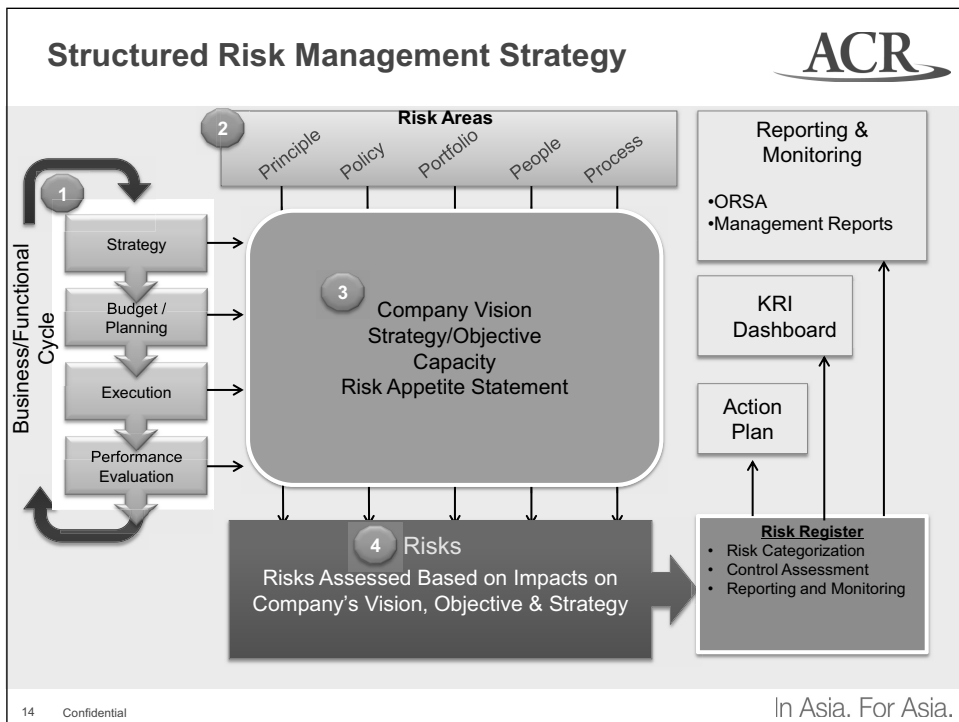 Structured Risk Management Strategy
ACR
2
Risk Areas
Principle
Policy
Portfolio
People
Process
Business/Functional
Cycle
1
Strategy
Budget /
Planning
Execution
Performance
Evaluation
3
Company Vision
Strategy/Objective
Capacity
Risk Appetite Statement
4
Risks
Risks Assessed Based on Impacts on
Company's Vision, Objective & Strategy
Reporting &
Monitoring
•ORSA
•Management Reports
KRI
Dashboard
Action
Plan
Risk Register
• Risk Categorization
• Control Assessment
• Reporting and Monitoring
14 Confidential
In Asia. For Asia.